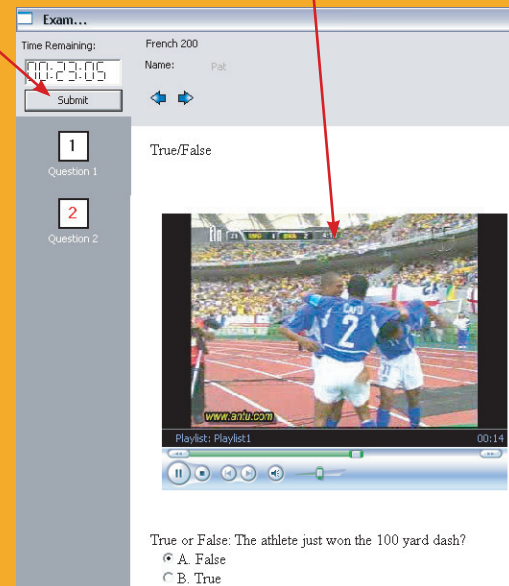 Exam...
Time Remaining:
00:23:05
Submit
French 200
Name: Pat
1
Question 1
2
Question 2
True/False
CAFU
2
www.antu.com
Playlist: Playlist1
00:14
True or False: The athlete just won the 100 yard dash?
A. False
B. True